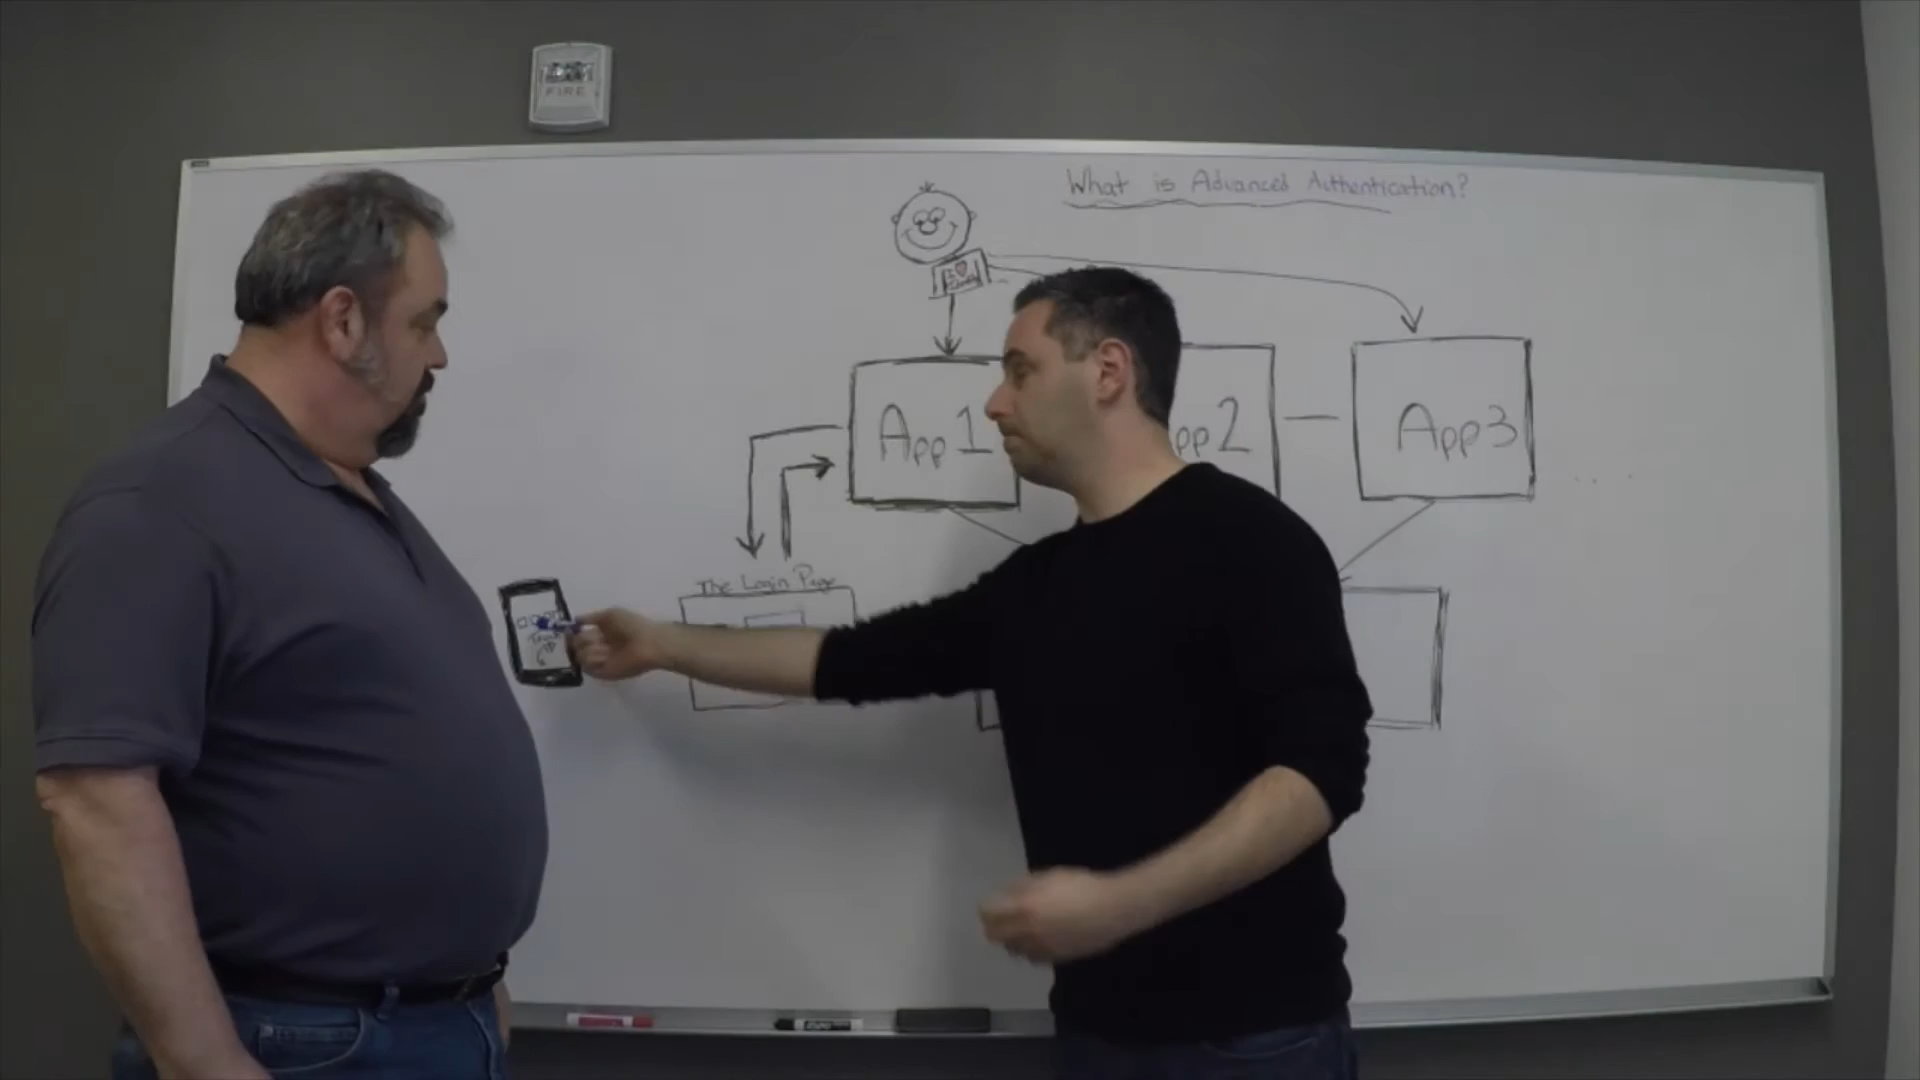 FIRE
What is Advanced Authentication?
I ♥
App 1
pp 2
App 3
....
The Login Page